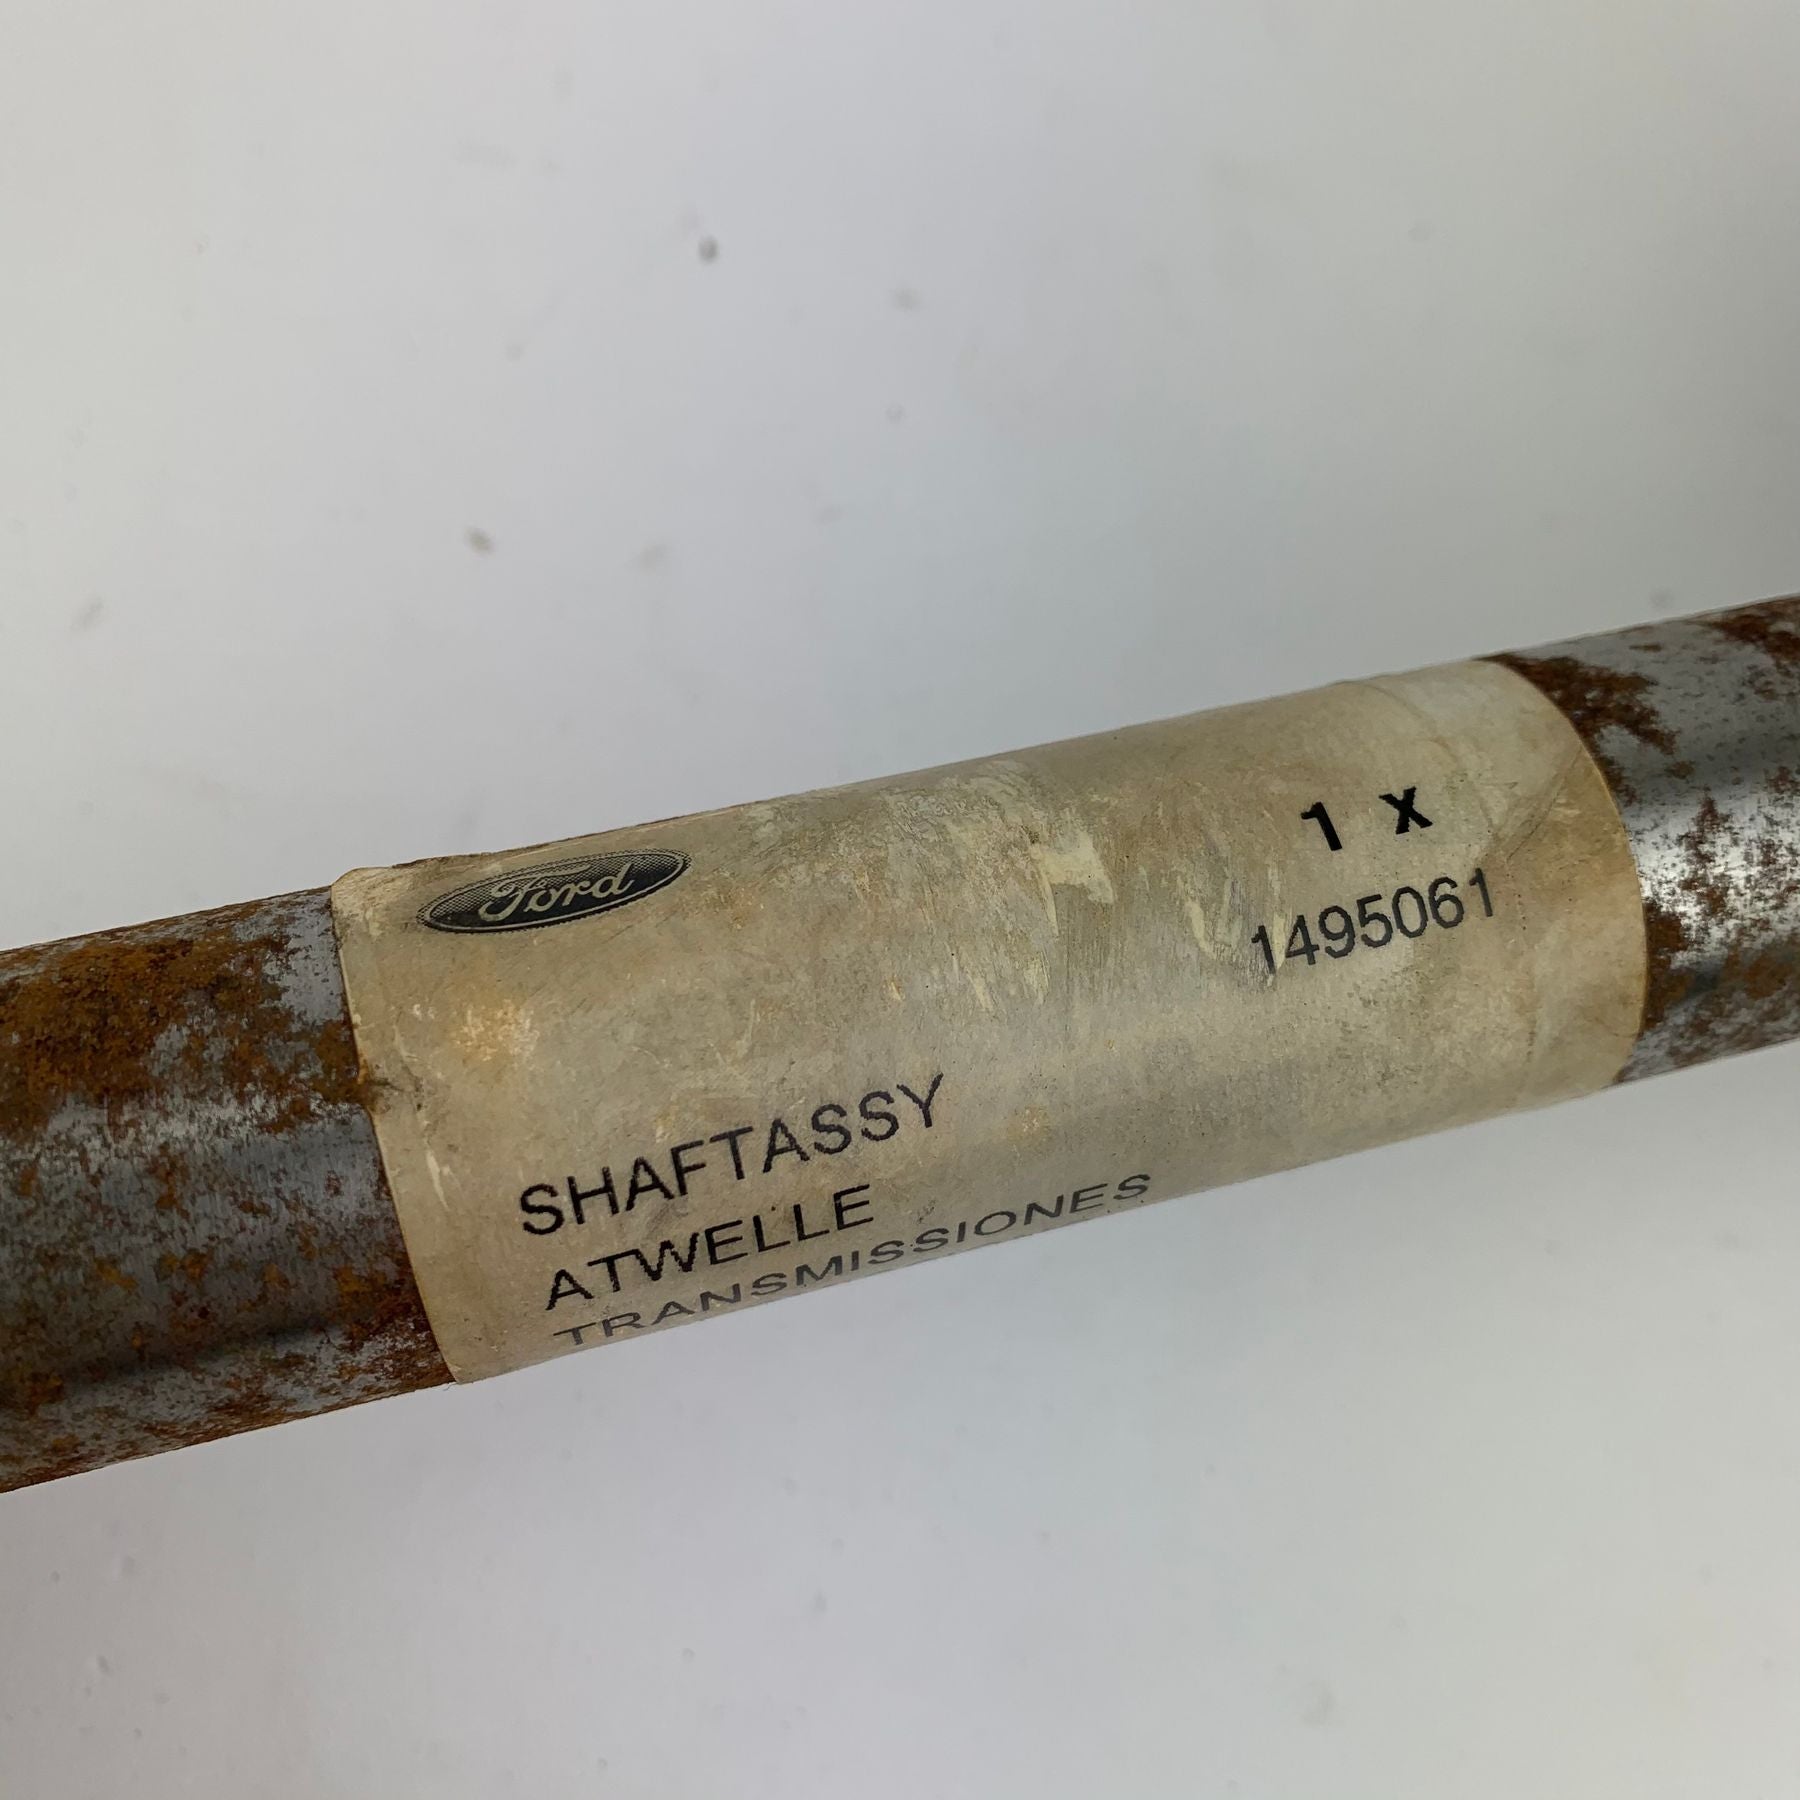 Ford
1 x
1495061
SHAFTASSY
ATWELLE
TRANSMISSIONES